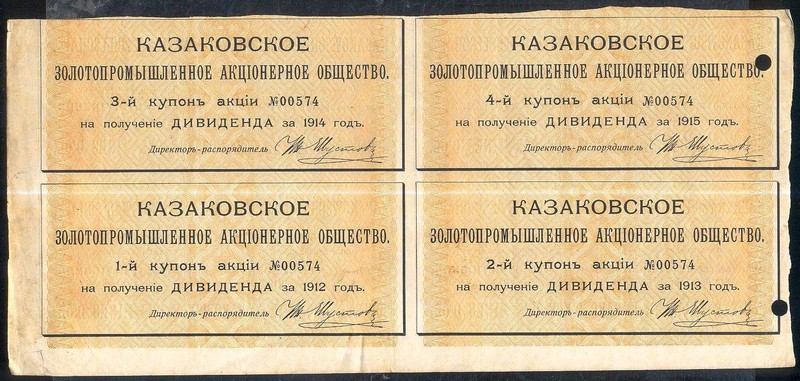 КАЗАКОВСКОЕ
ЗОЛОТОПРОМЫШЛЕННОЕ АКЦІОНЕРНОЕ ОБЩЕСТВО.
3-й купонъ акціи №00574
на полученіе ДИВИДЕНДА за 1914 годъ.
Директоръ-распорядитель
КАЗАКОВСКОЕ
ЗОЛОТОПРОМЫШЛЕННОЕ АКЦІОНЕРНОЕ ОБЩЕСТВО.
4-й купонъ акціи №00574
на полученіе ДИВИДЕНДА за 1915 годъ.
Директоръ-распорядитель
КАЗАКОВСКОЕ
ЗОЛОТОПРОМЫШЛЕННОЕ АКЦІОНЕРНОЕ ОБЩЕСТВО.
1-й купонъ акціи №00574
на полученіе ДИВИДЕНДА за 1912 годъ.
Директоръ-распорядитель
КАЗАКОВСКОЕ
ЗОЛОТОПРОМЫШЛЕННОЕ АКЦІОНЕРНОЕ ОБЩЕСТВО.
2-й купонъ акціи №00574
на полученіе ДИВИДЕНДА за 1913 годъ.
Директоръ-распорядитель